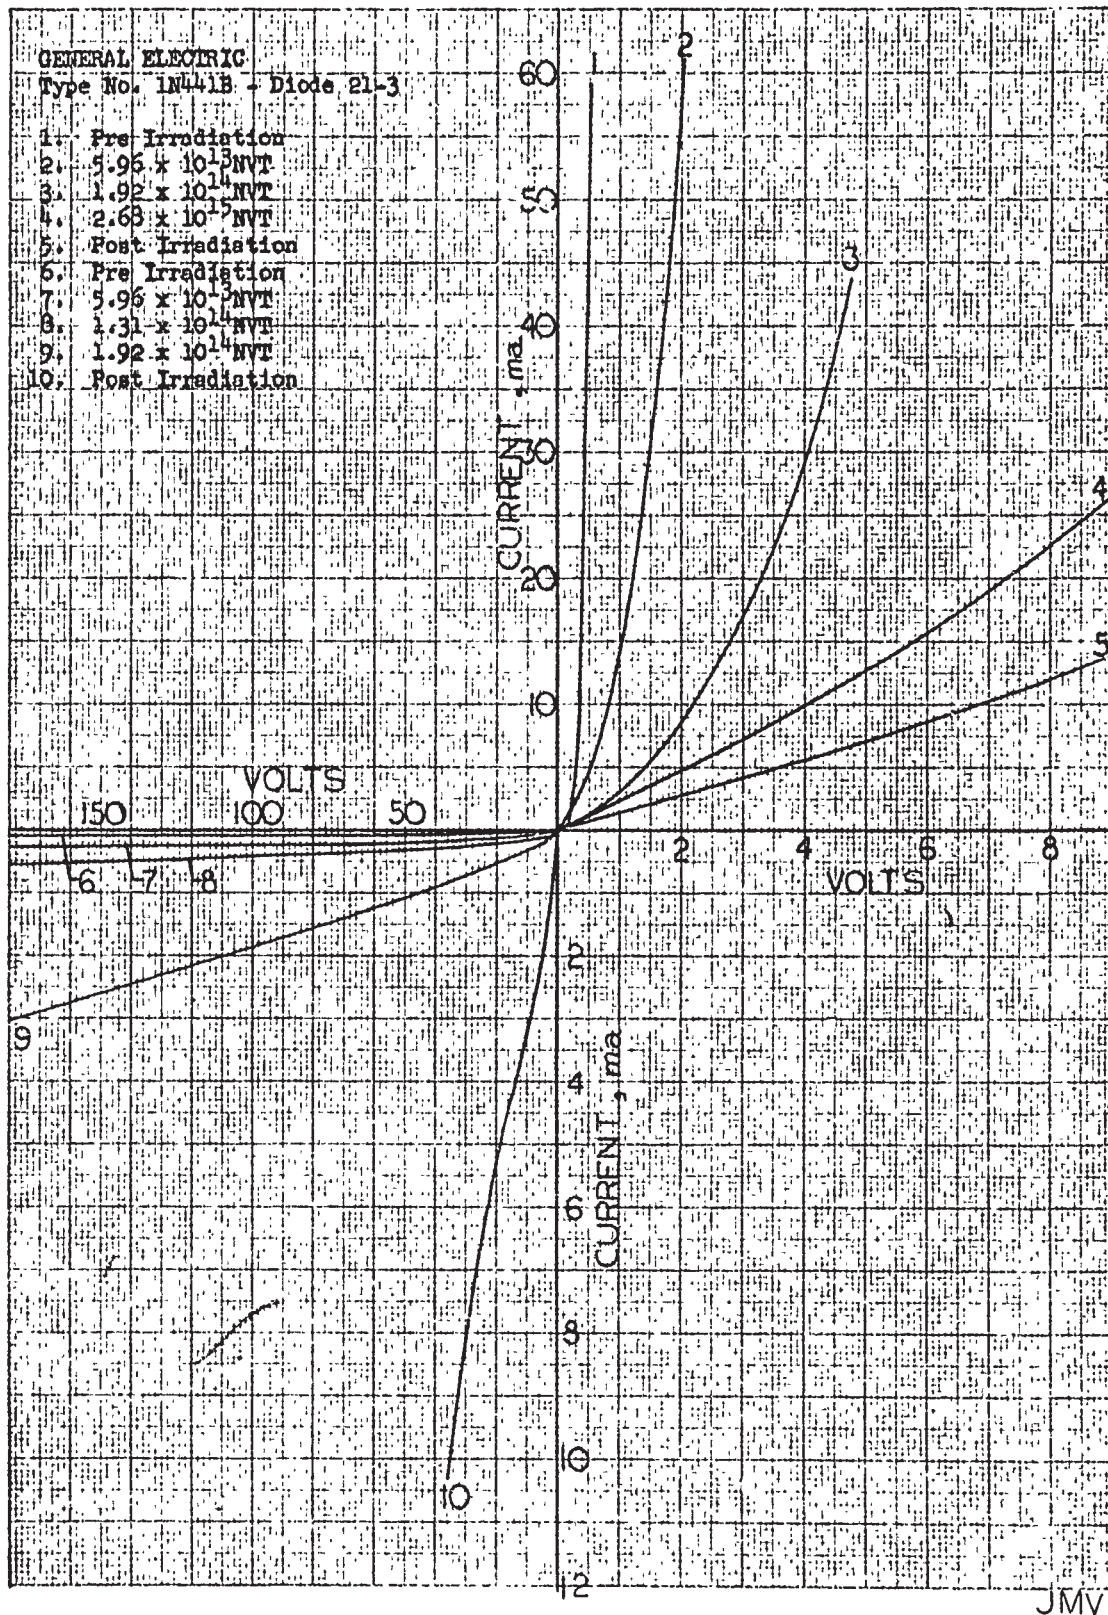 GENERAL ELECTRIC
Type No. 1N441B - Diode 21-3
1. Pre Irradiation
2. 5.96 x 10¹³NVT
3. 1.92 x 10¹⁴NVT
4. 2.63 x 10¹⁵NVT
5. Post Irradiation
6. Pre Irradiation
7. 5.96 x 10¹³NVT
8. 1.31 x 10¹⁴NVT
9. 1.92 x 10¹⁴NVT
10. Post Irradiation
60
50
40
30
20
10
CURRENT, ma
1
2
3
4
5
VOLTS
150
100
50
2
4
6
8
VOLTS
6
7
8
9
10
2
4
6
8
10
12
CURRENT, ma
JMV